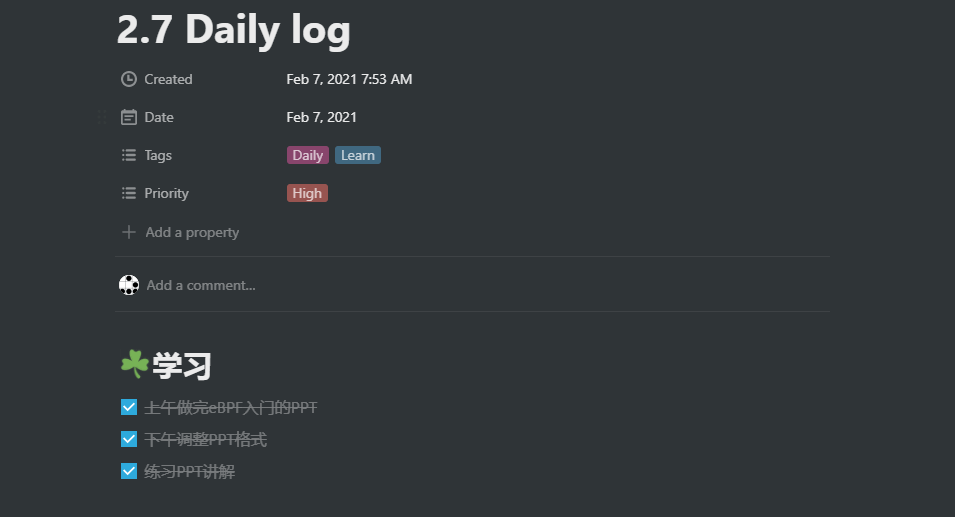 2.7 Daily log
Created Feb 7, 2021 7:53 AM
Date Feb 7, 2021
Tags Daily Learn
Priority High
Add a property
Add a comment...
学习
上午做完eBPF入门的PPT
下午调整PPT格式
练习PPT讲解